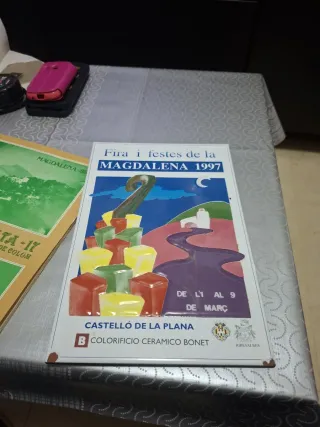 Fira i festes de la
MAGDALENA 1997
DE L'1 AL 9
DE MARÇ
CASTELLÓ DE LA PLANA
B COLORIFICIO CERAMICO BONET
MAGDALENA